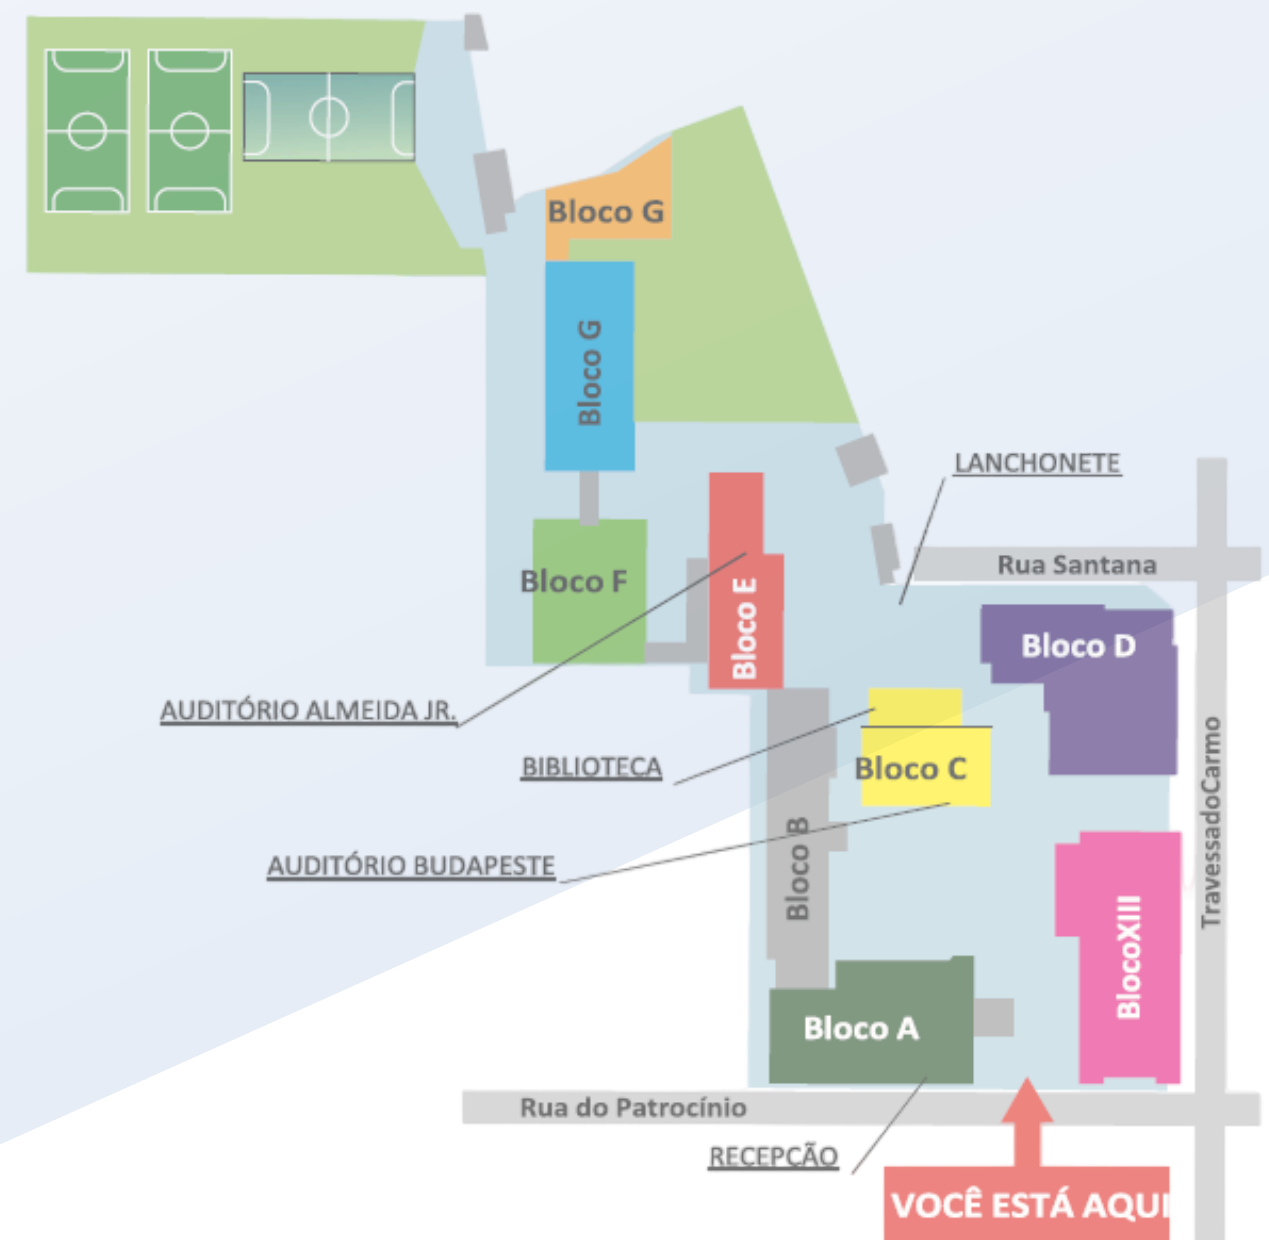 Bloco G
Bloco G
LANCHONETE
Rua Santana
Bloco F
Bloco E
Bloco D
AUDITÓRIO ALMEIDA JR.
BIBLIOTECA
Bloco C
TravessadoCarmo
AUDITÓRIO BUDAPESTE
Bloco B
BlocoXIII
Bloco A
Rua do Patrocínio
RECEPÇÃO
VOCÊ ESTÁ AQUI